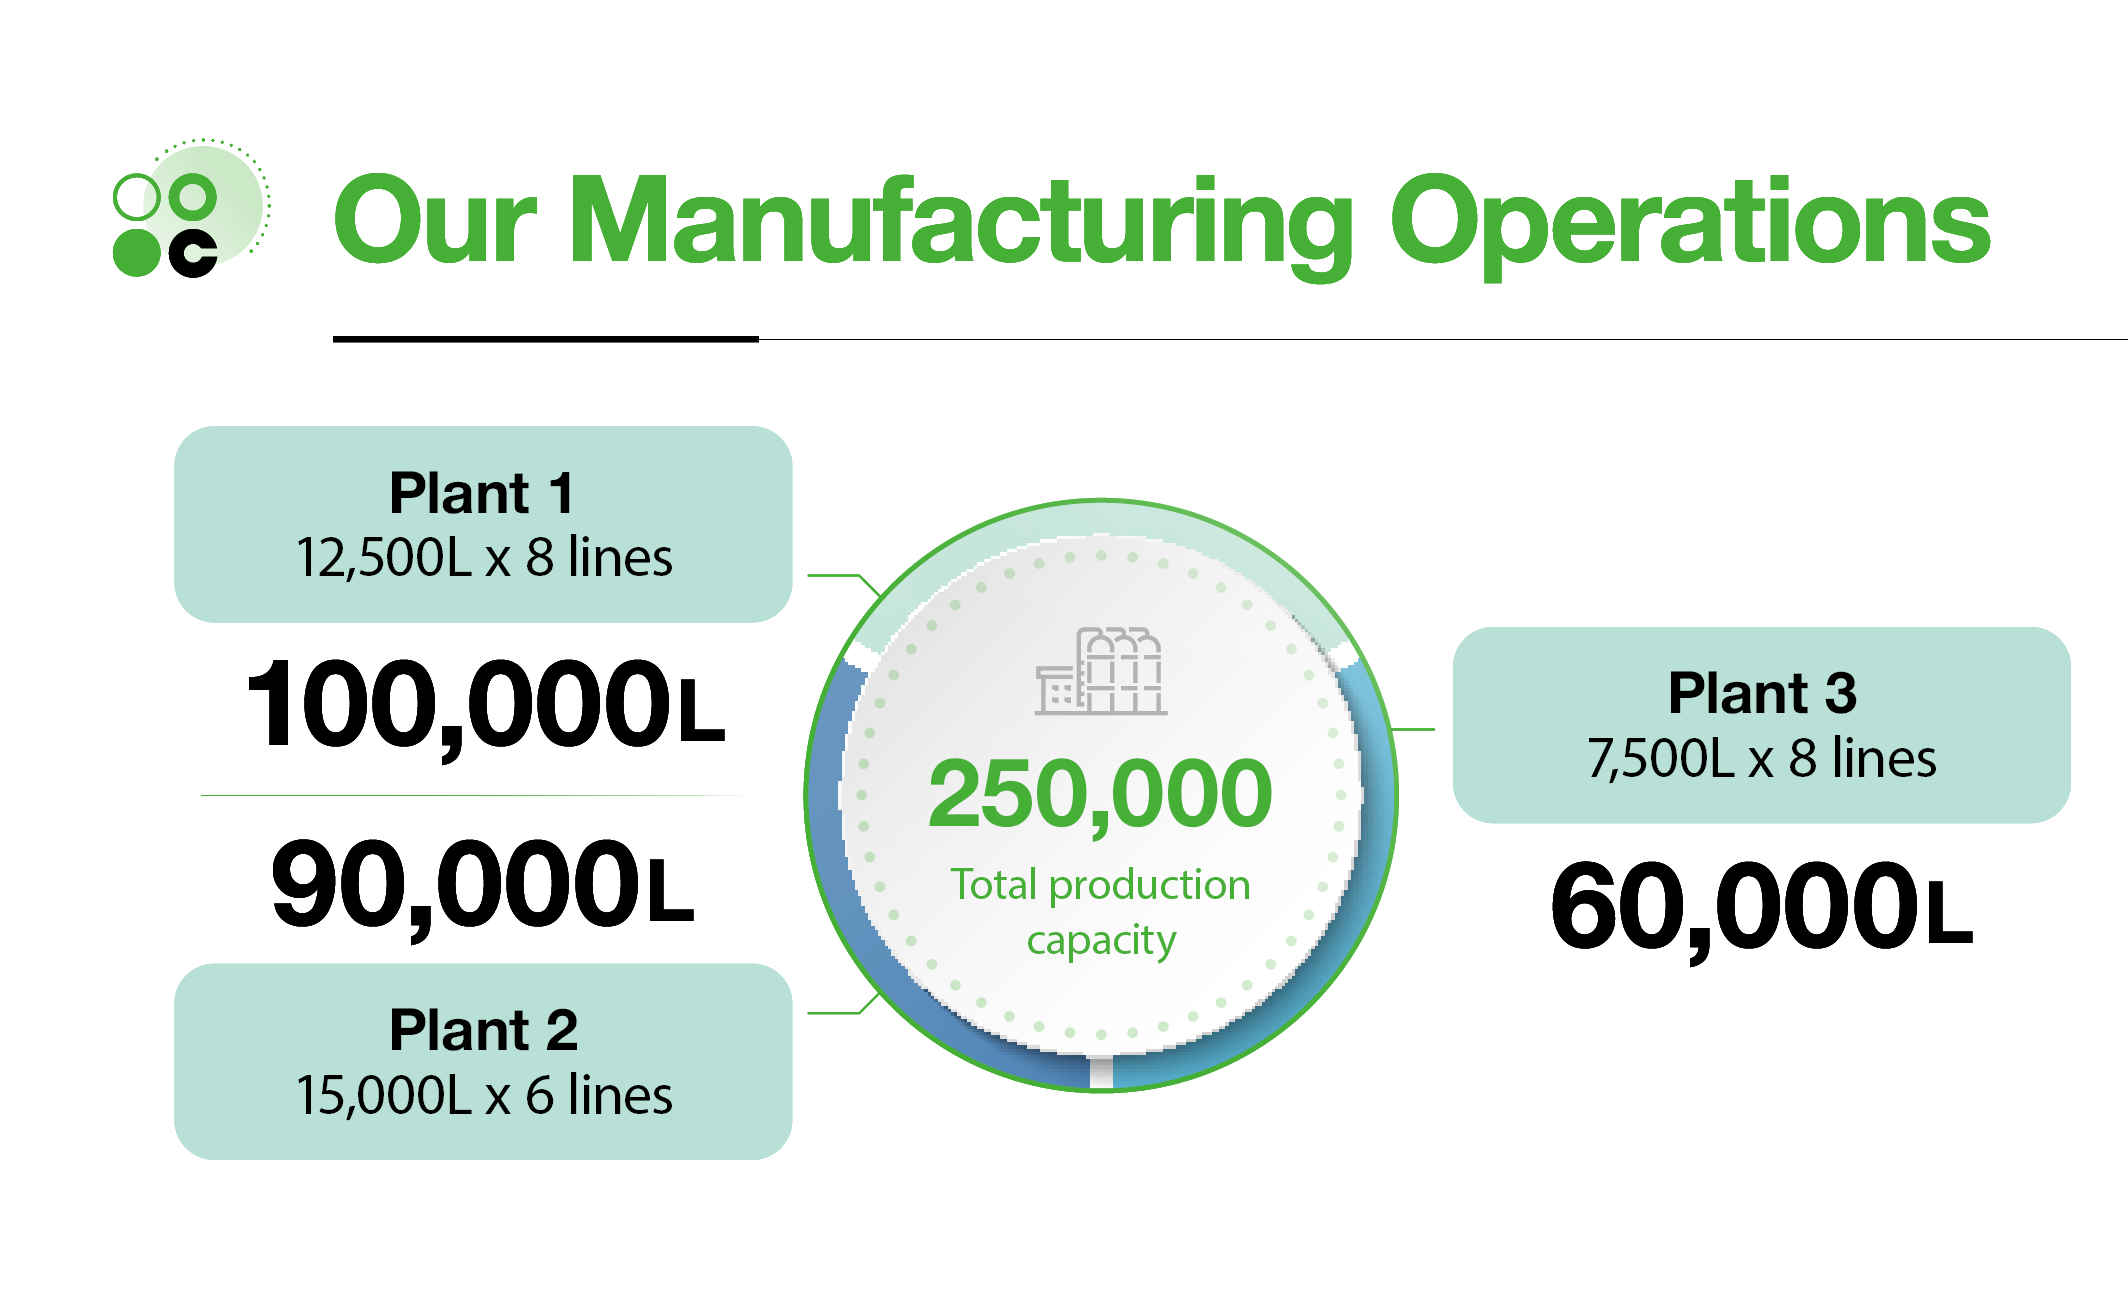 Our Manufacturing Operations
Plant 1
12,500L x 8 lines
100,000L
90,000L
Plant 2
15,000L x 6 lines
250,000
Total production
capacity
Plant 3
7,500L x 8 lines
60,000L